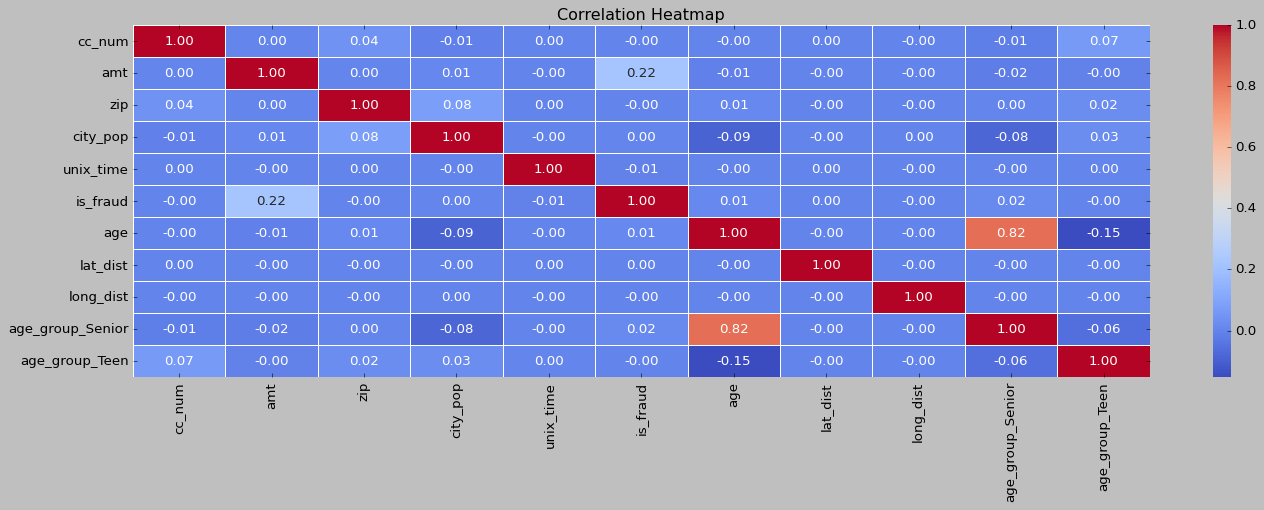 Correlation Heatmap
cc_num 1.00 0.00 0.04 -0.01 0.00 -0.00 -0.00 0.00 -0.00 -0.01 0.07
amt 0.00 1.00 0.00 0.01 -0.00 0.22 -0.01 -0.00 -0.00 -0.02 -0.00
zip 0.04 0.00 1.00 0.08 0.00 -0.00 0.01 -0.00 -0.00 0.00 0.02
city_pop -0.01 0.01 0.08 1.00 -0.00 0.00 -0.09 -0.00 0.00 -0.08 0.03
unix_time 0.00 -0.00 0.00 -0.00 1.00 -0.01 -0.00 0.00 -0.00 -0.00 0.00
is_fraud -0.00 0.22 -0.00 0.00 -0.01 1.00 0.01 0.00 -0.00 0.02 -0.00
age -0.00 -0.01 0.01 -0.09 -0.00 0.01 1.00 -0.00 -0.00 0.82 -0.15
lat_dist 0.00 -0.00 -0.00 -0.00 0.00 0.00 -0.00 1.00 -0.00 -0.00 -0.00
long_dist -0.00 -0.00 -0.00 0.00 -0.00 -0.00 -0.00 -0.00 1.00 -0.00 -0.00
age_group_Senior -0.01 -0.02 0.00 -0.08 -0.00 0.02 0.82 -0.00 -0.00 1.00 -0.06
age_group_Teen 0.07 -0.00 0.02 0.03 0.00 -0.00 -0.15 -0.00 -0.00 -0.06 1.00
cc_num
amt
zip
city_pop
unix_time
is_fraud
age
lat_dist
long_dist
age_group_Senior
age_group_Teen
1.0
0.8
0.6
0.4
0.2
0.0